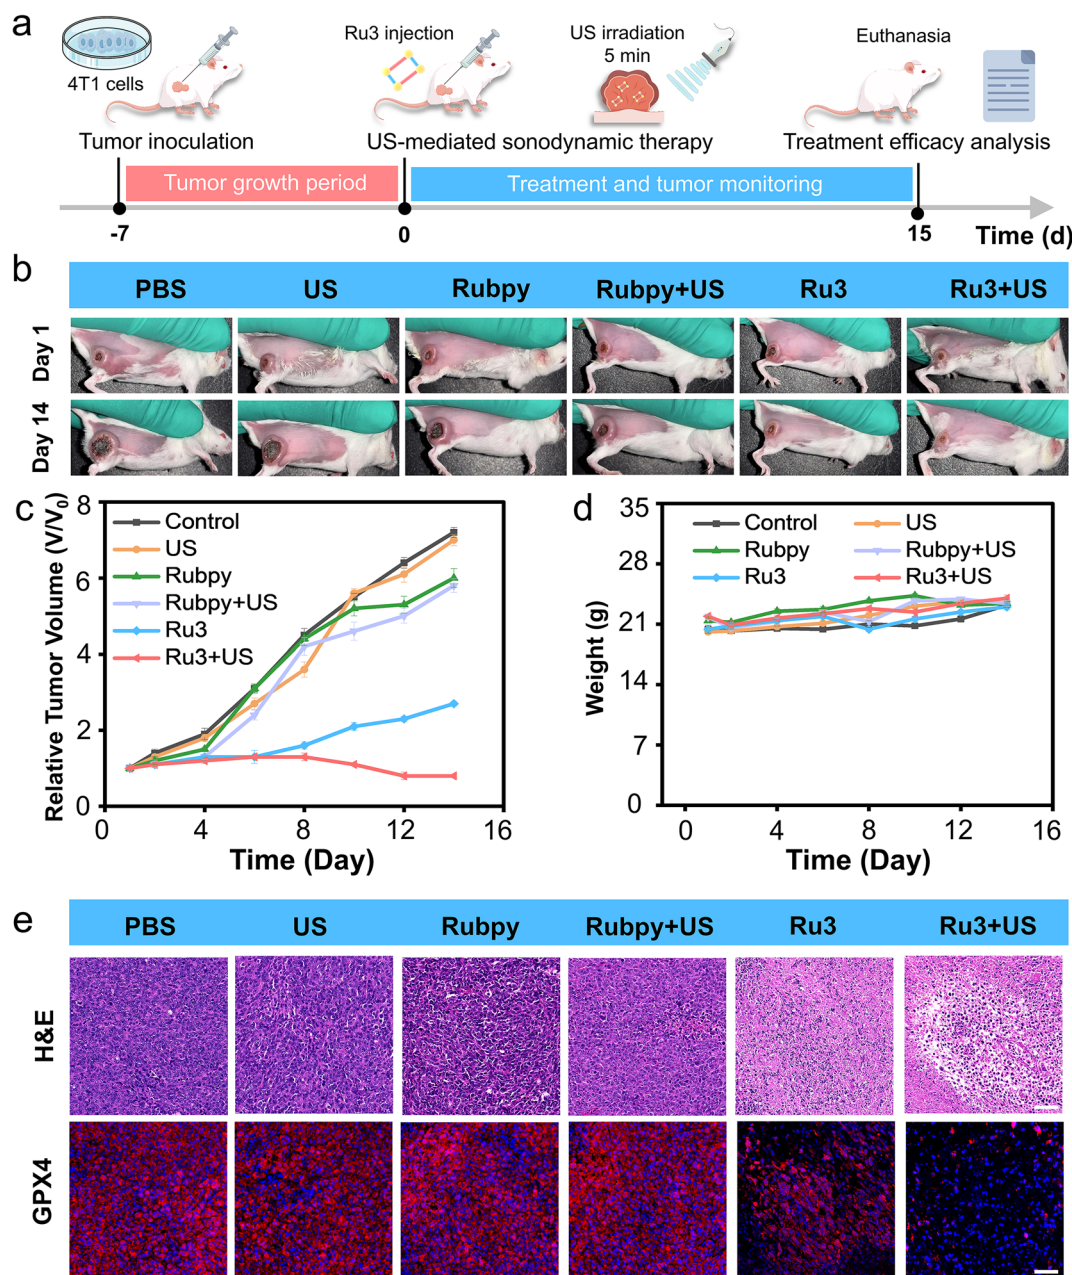 a
4T1 cells
Ru3 injection
US irradiation
5 min
Euthanasia
Tumor inoculation
US-mediated sonodynamic therapy
Treatment efficacy analysis
Tumor growth period
Treatment and tumor monitoring
-7
0
15
Time (d)
b
PBS
US
Rubpy
Rubpy+US
Ru3
Ru3+US
Day 1
Day 14
c
Relative Tumor Volume (V/V₀)
8
6
4
2
0
Control
US
Rubpy
Rubpy+US
Ru3
Ru3+US
0
4
8
12
16
Time (Day)
d
Weight (g)
35
28
21
14
7
0
Control
US
Rubpy
Rubpy+US
Ru3
Ru3+US
0
4
8
12
16
Time (Day)
e
PBS
US
Rubpy
Rubpy+US
Ru3
Ru3+US
H&E
GPX4